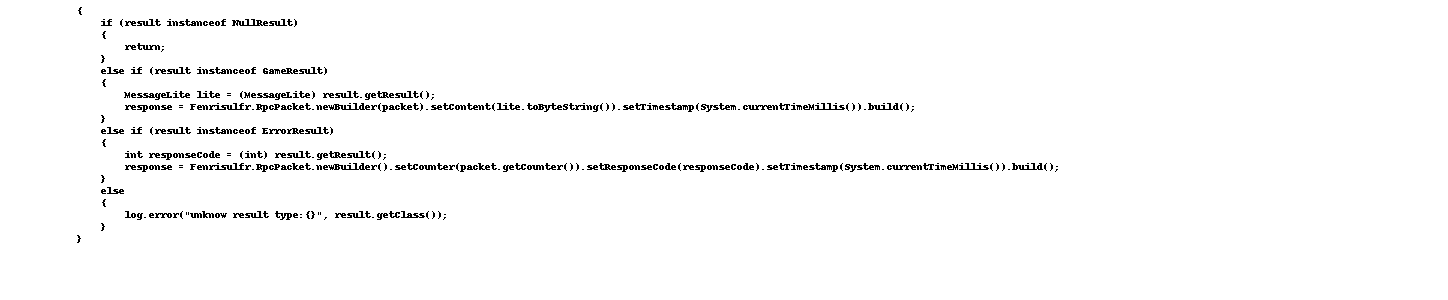 {
    if (result instanceof NullResult)
    {
        return;
    }
    else if (result instanceof GameResult)
    {
        MessageLite lite = (MessageLite) result.getResult();
        response = Fenrisulfr.RpcPacket.newBuilder(packet).setContent(lite.toByteString()).setTimestamp(System.currentTimeMillis()).build();
    }
    else if (result instanceof ErrorResult)
    {
        int responseCode = (int) result.getResult();
        response = Fenrisulfr.RpcPacket.newBuilder().setCounter(packet.getCounter()).setResponseCode(responseCode).setTimestamp(System.currentTimeMillis()).build();
    }
    else
    {
        log.error("unknow result type:{}", result.getClass());
    }
}